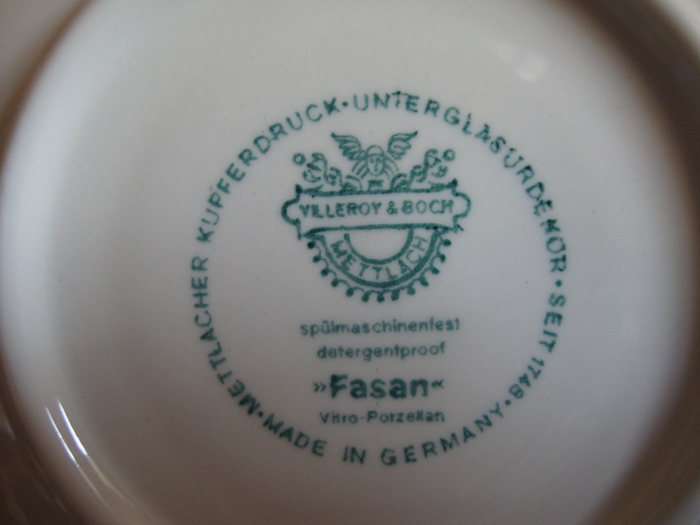 METTLACHER KUPFERDRUCK · UNTERGLASURDEKOR · SEIT 1748 · MADE IN GERMANY ·
VILLEROY & BOCH
METTLACH
spülmaschinenfest
detergentproof
»Fasan«
Vitro-Porzellan